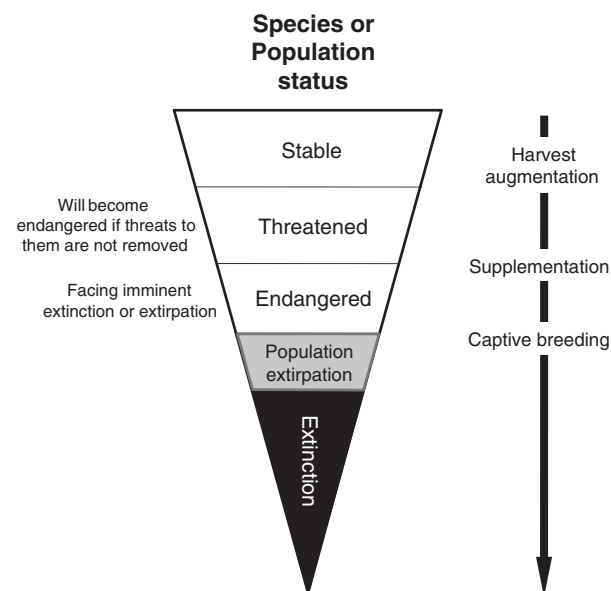 Species or
Population
status
Stable
Harvest
augmentation
Will become
endangered if threats to
them are not removed
Threatened
Supplementation
Facing imminent
extinction or extirpation
Endangered
Captive breeding
Population
extirpation
Extinction